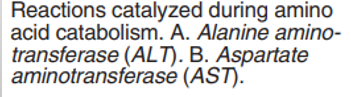 Reactions catalyzed during amino
acid catabolism. A. Alanine amino-
transferase (ALT). B. Aspartate
aminotransferase (AST).